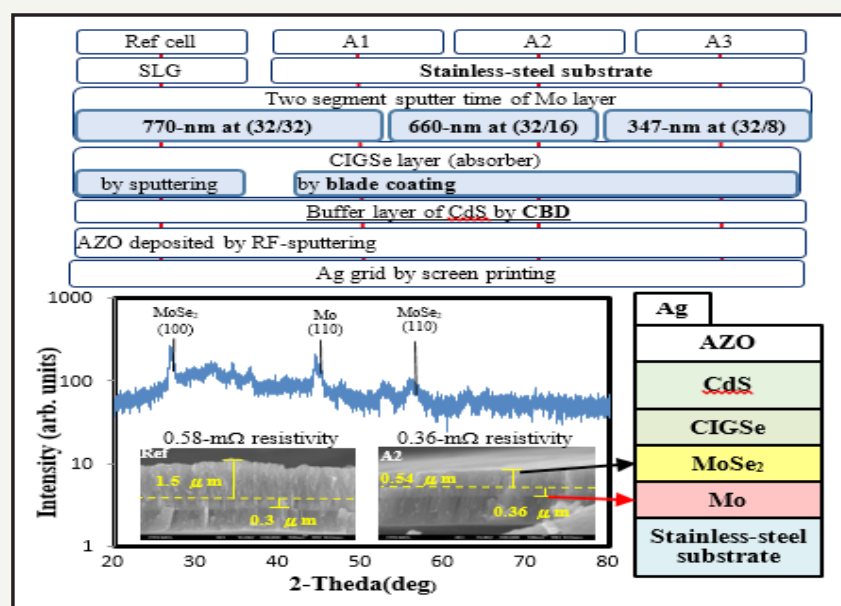 Ref cell A1 A2 A3
SLG Stainless-steel substrate
Two segment sputter time of Mo layer
770-nm at (32/32) 660-nm at (32/16) 347-nm at (32/8)
CIGSe layer (absorber)
by sputtering by blade coating
Buffer layer of CdS by CBD
AZO deposited by RF-sputtering
Ag grid by screen printing
1000
100
10
1
Intensity (arb. units)
MoSe₂
(100)
Mo
(110)
MoSe₂
(110)
0.58-mΩ resistivity
Ref
1.5 μm
0.3 μm
0.36-mΩ resistivity
A2
0.54 μm
0.36 μm
20 30 40 50 60 70 80
2-Theda(deg)
Ag
AZO
CdS
CIGSe
MoSe₂
Mo
Stainless-steel
substrate